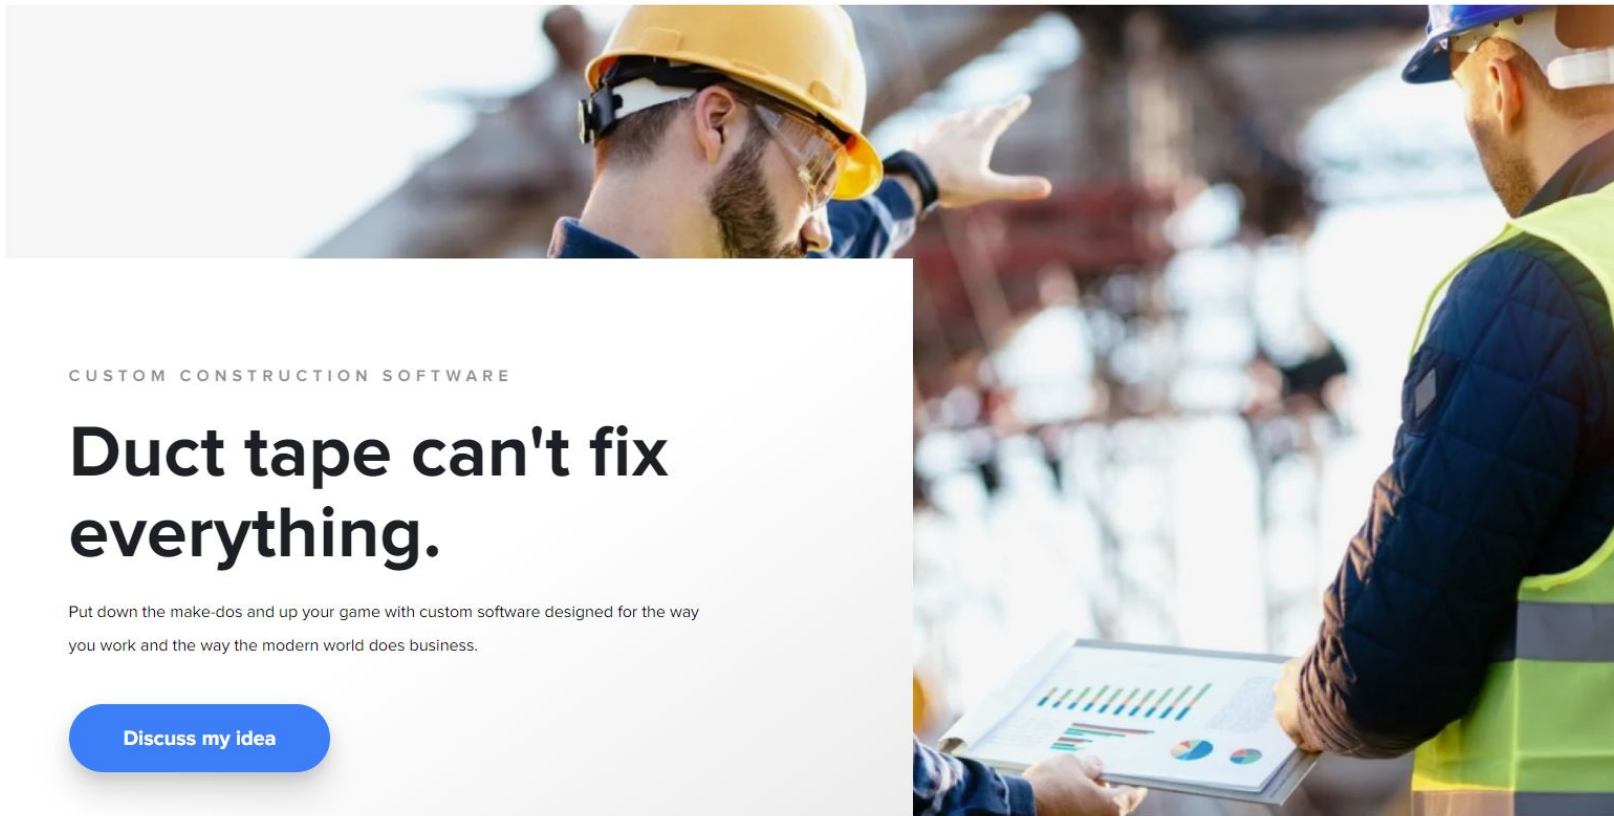 CUSTOM CONSTRUCTION SOFTWARE
Duct tape can't fix
everything.
Put down the make-dos and up your game with custom software designed for the way
you work and the way the modern world does business.
Discuss my idea